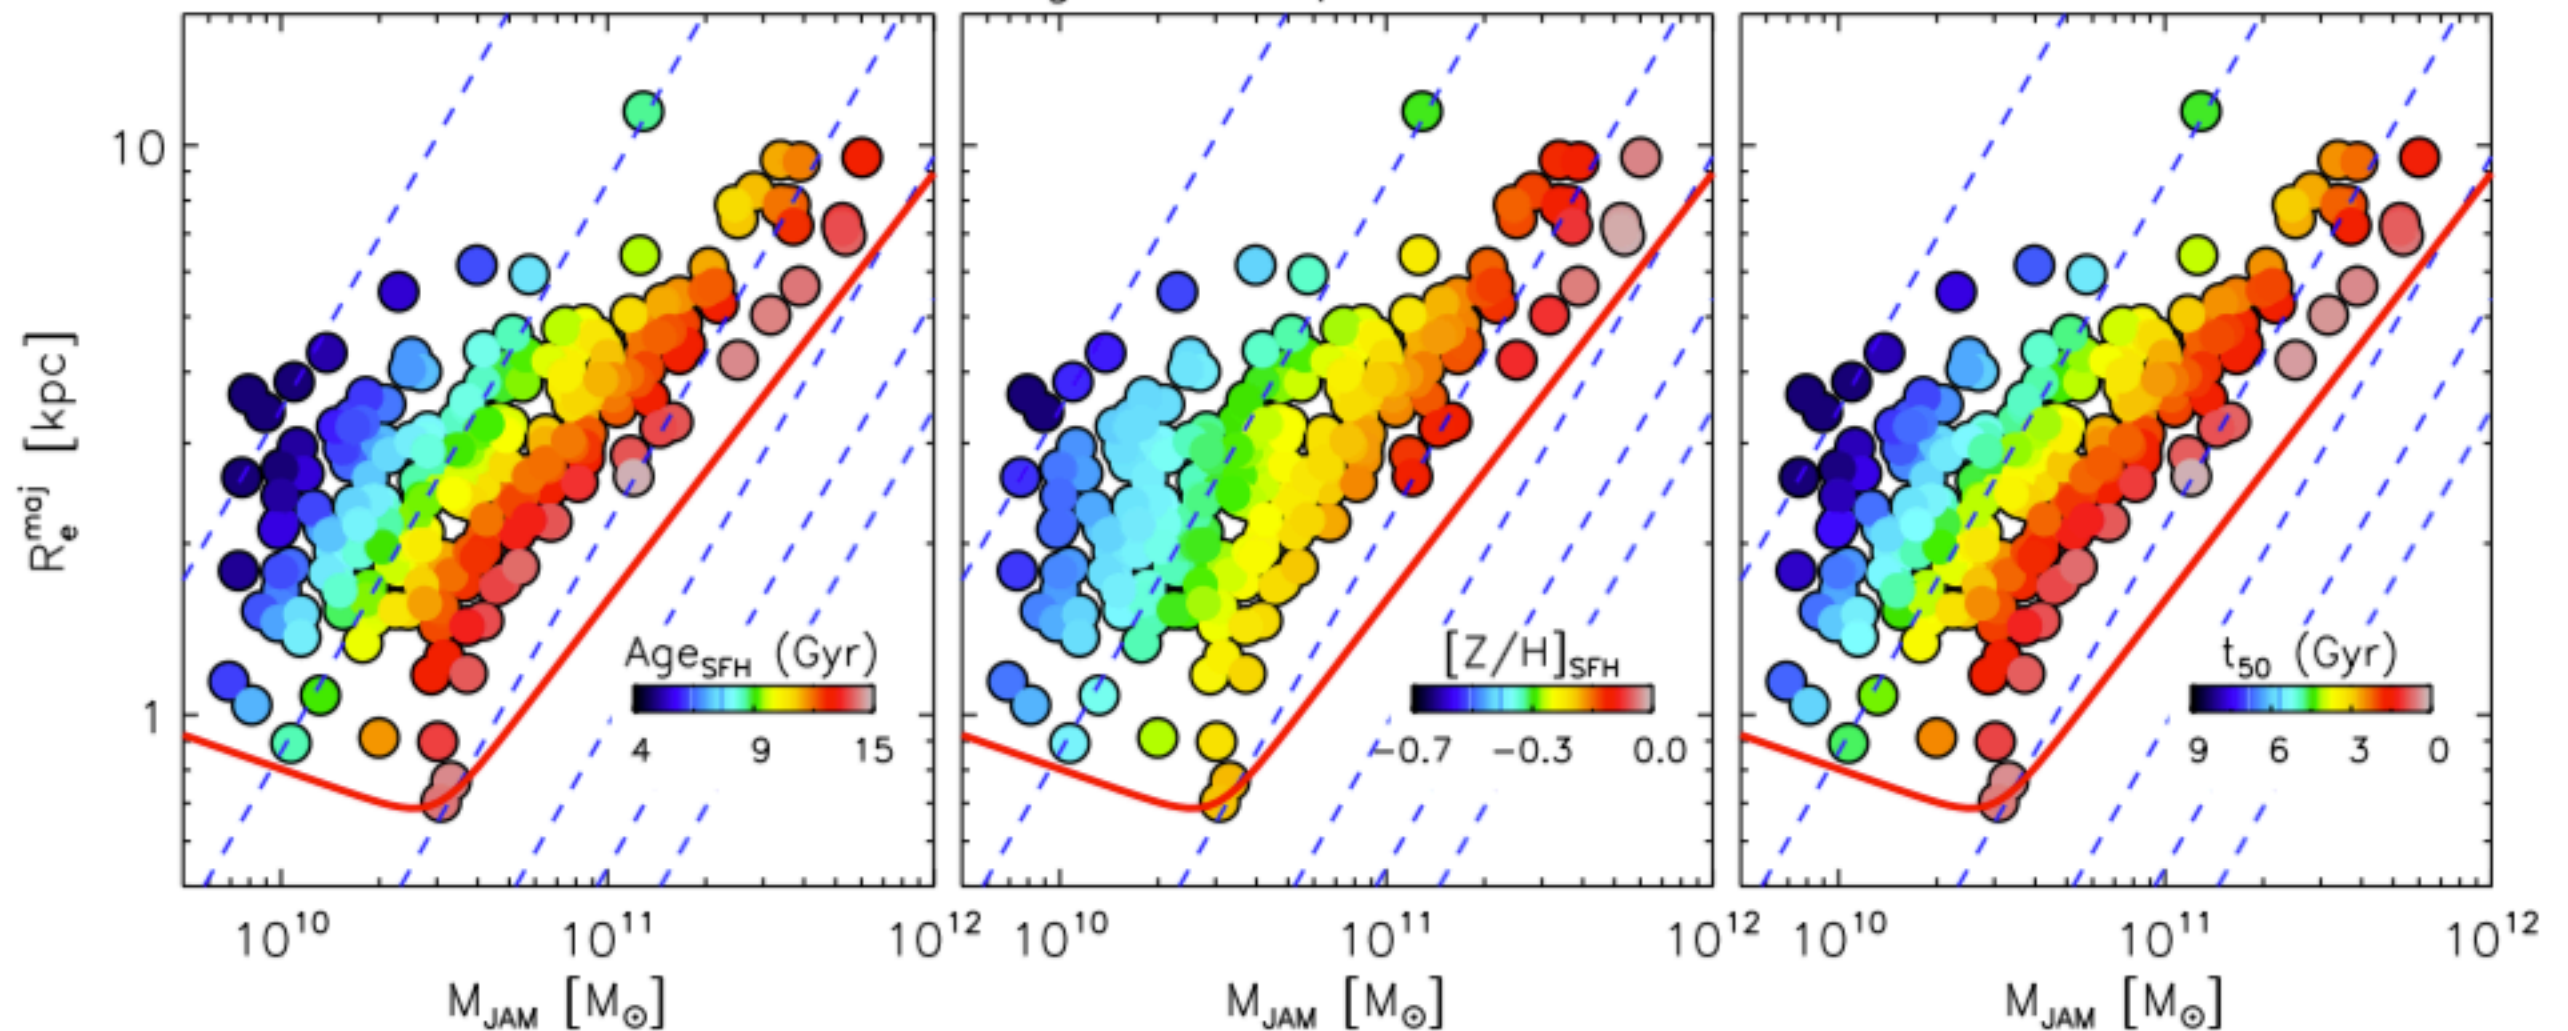 10
1
R_e^maj [kpc]
Age_SFH (Gyr)
4 9 15
[Z/H]_SFH
−0.7 −0.3 0.0
t_50 (Gyr)
9 6 3 0
10^10 10^11 10^12 10^10 10^11 10^12 10^10 10^11 10^12
M_JAM [M_⊙] M_JAM [M_⊙] M_JAM [M_⊙]